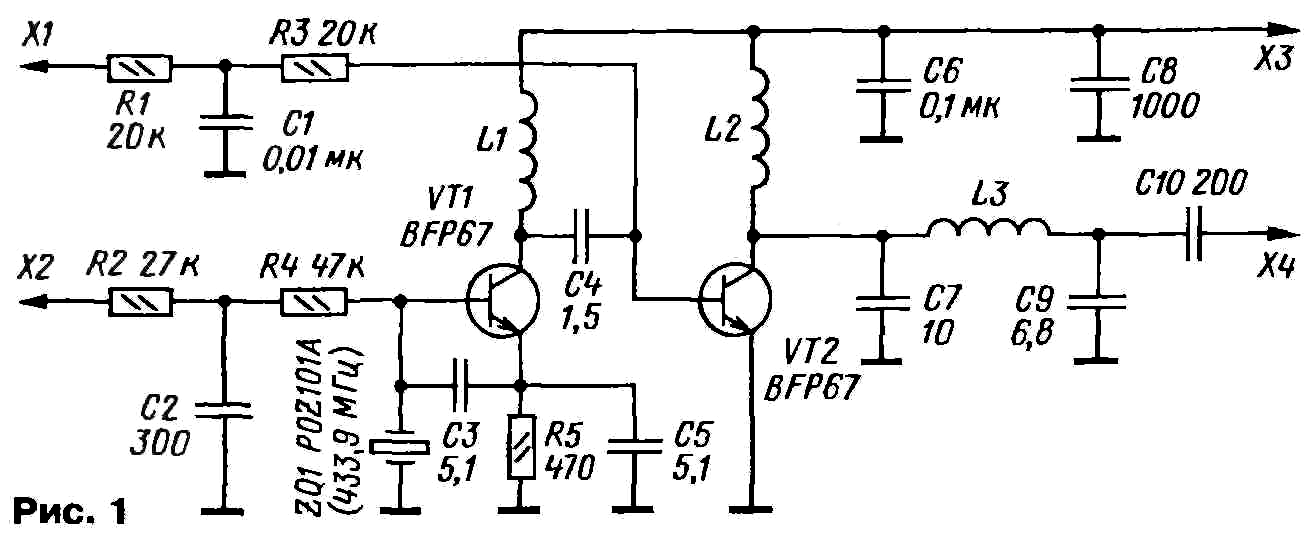 X1
R1
20 к
R3 20 к
C1
0,01 мк
L1
VT1
BFP67
C4
1,5
L2
C6
0,1 мк
C8
1000
X3
X2
R2 27 к
R4 47 к
C2
300
ZQ1 P02101A
(433,9 МГц)
C3
5,1
R5
470
C5
5,1
VT2
BFP67
C7
10
L3
C9
6,8
C10 200
X4
Рис. 1